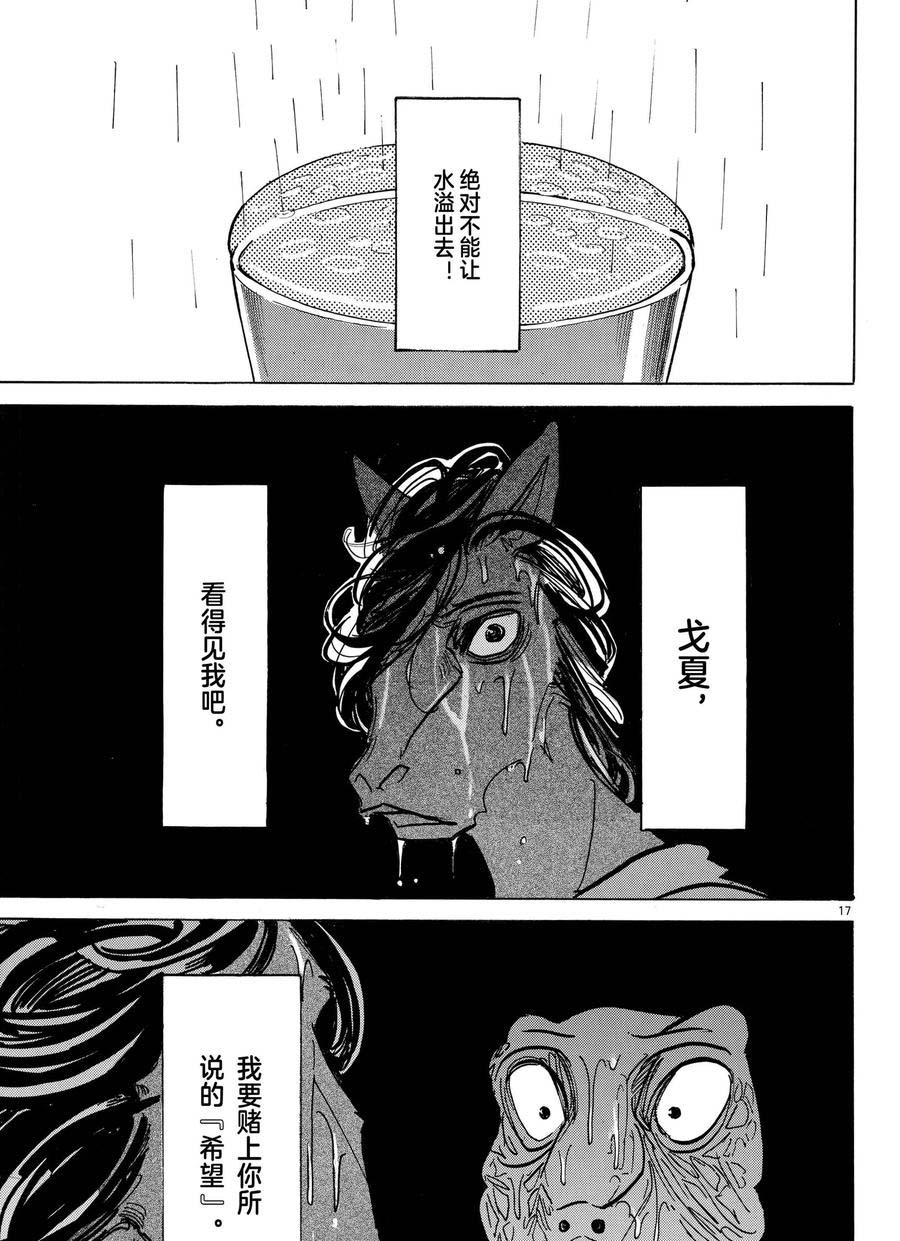 绝对不能让
水溢出去！
戈夏，
看得见我吧。
17
我要赌上你所
说的『希望』。